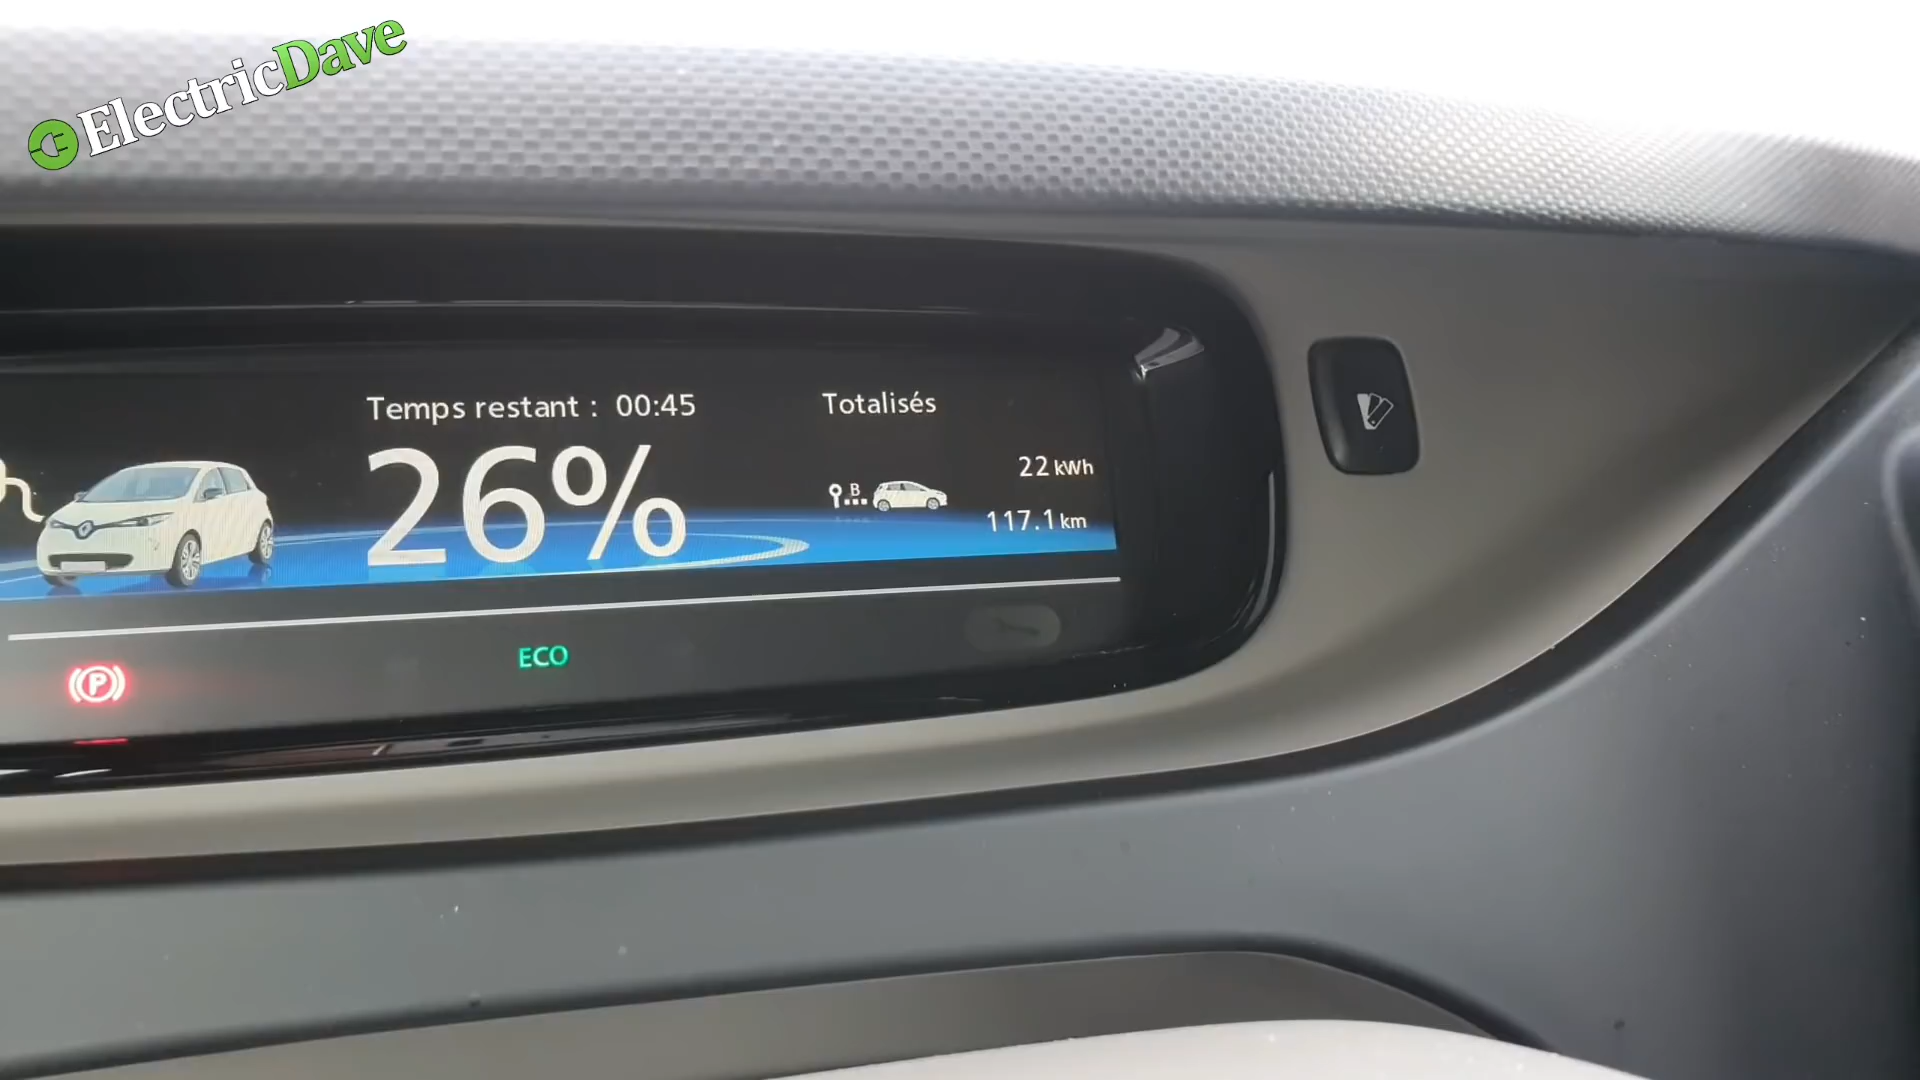 ElectricDave
Temps restant : 00:45
26%
Totalisés
B
22 kWh
117.1 km
ECO
P